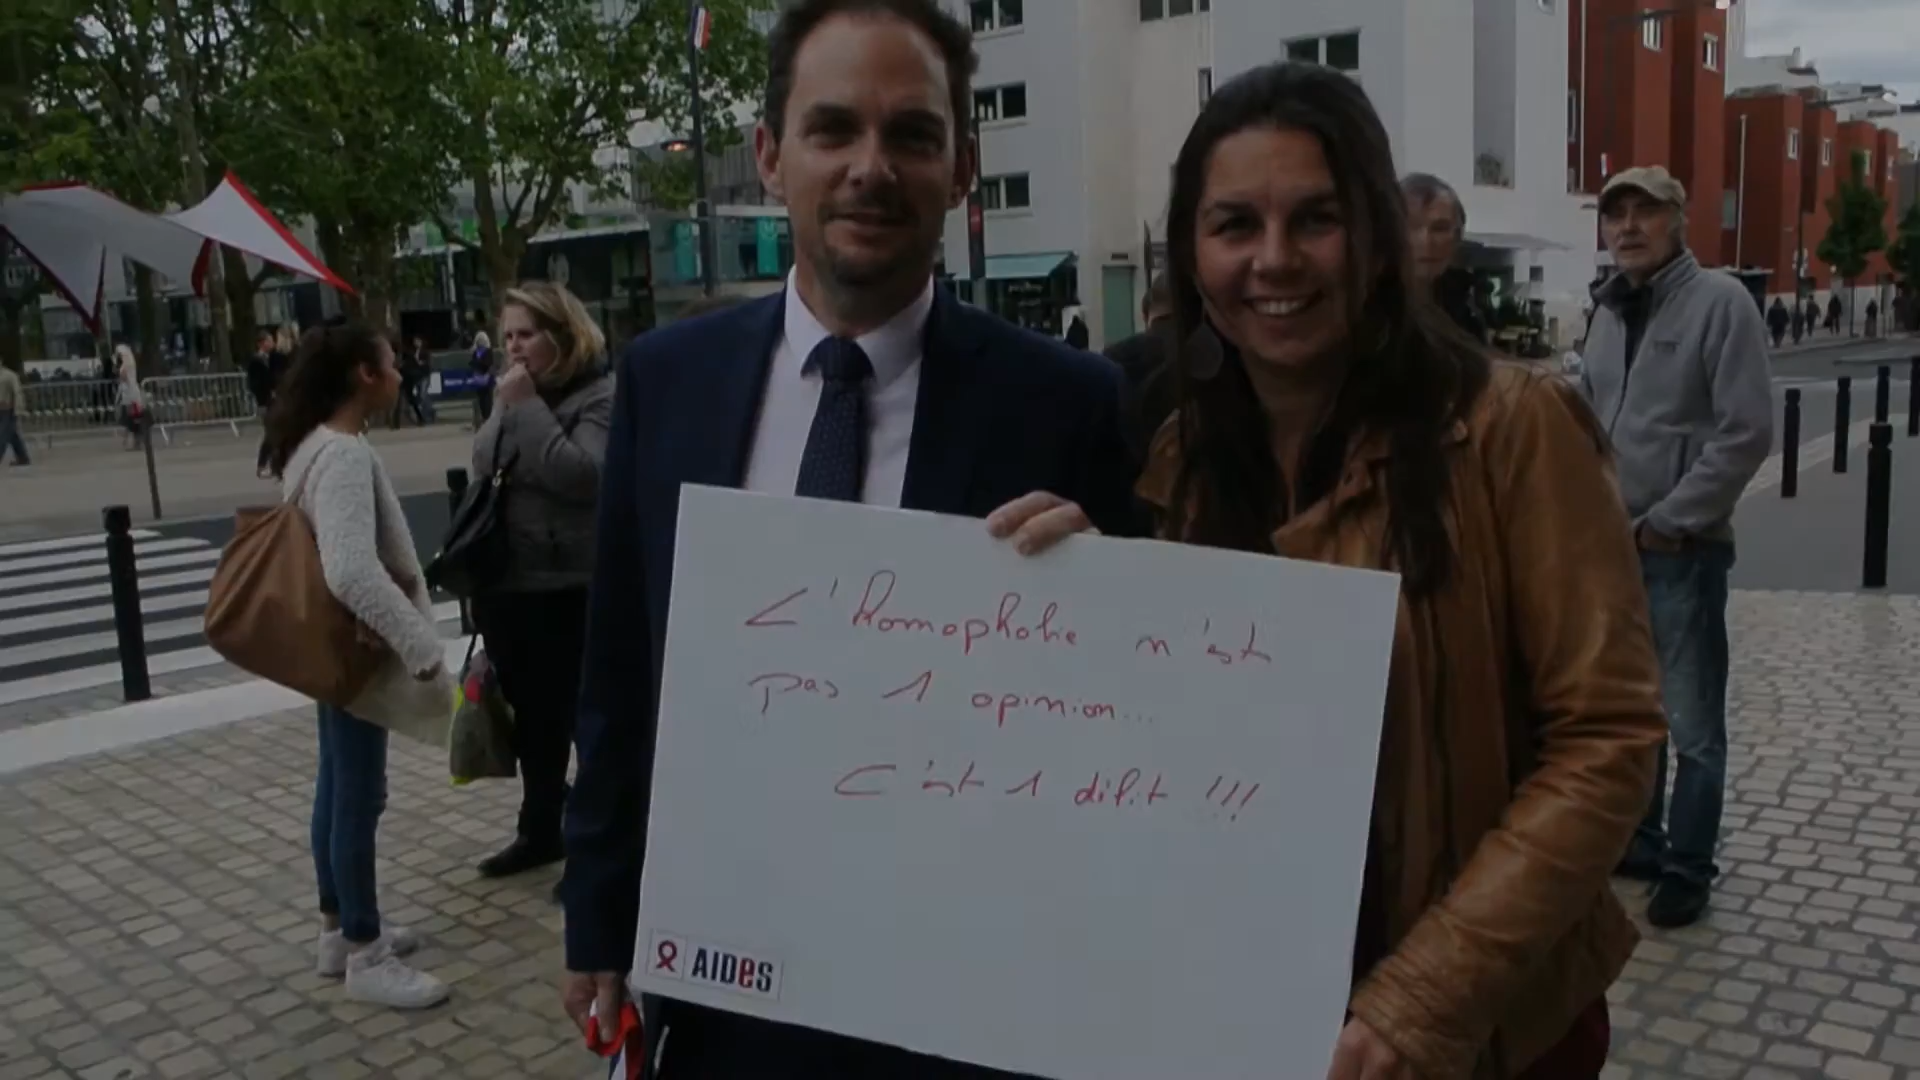 L'homophobie n'est
pas 1 opinion...
C'est 1 délit !!!
AIDES